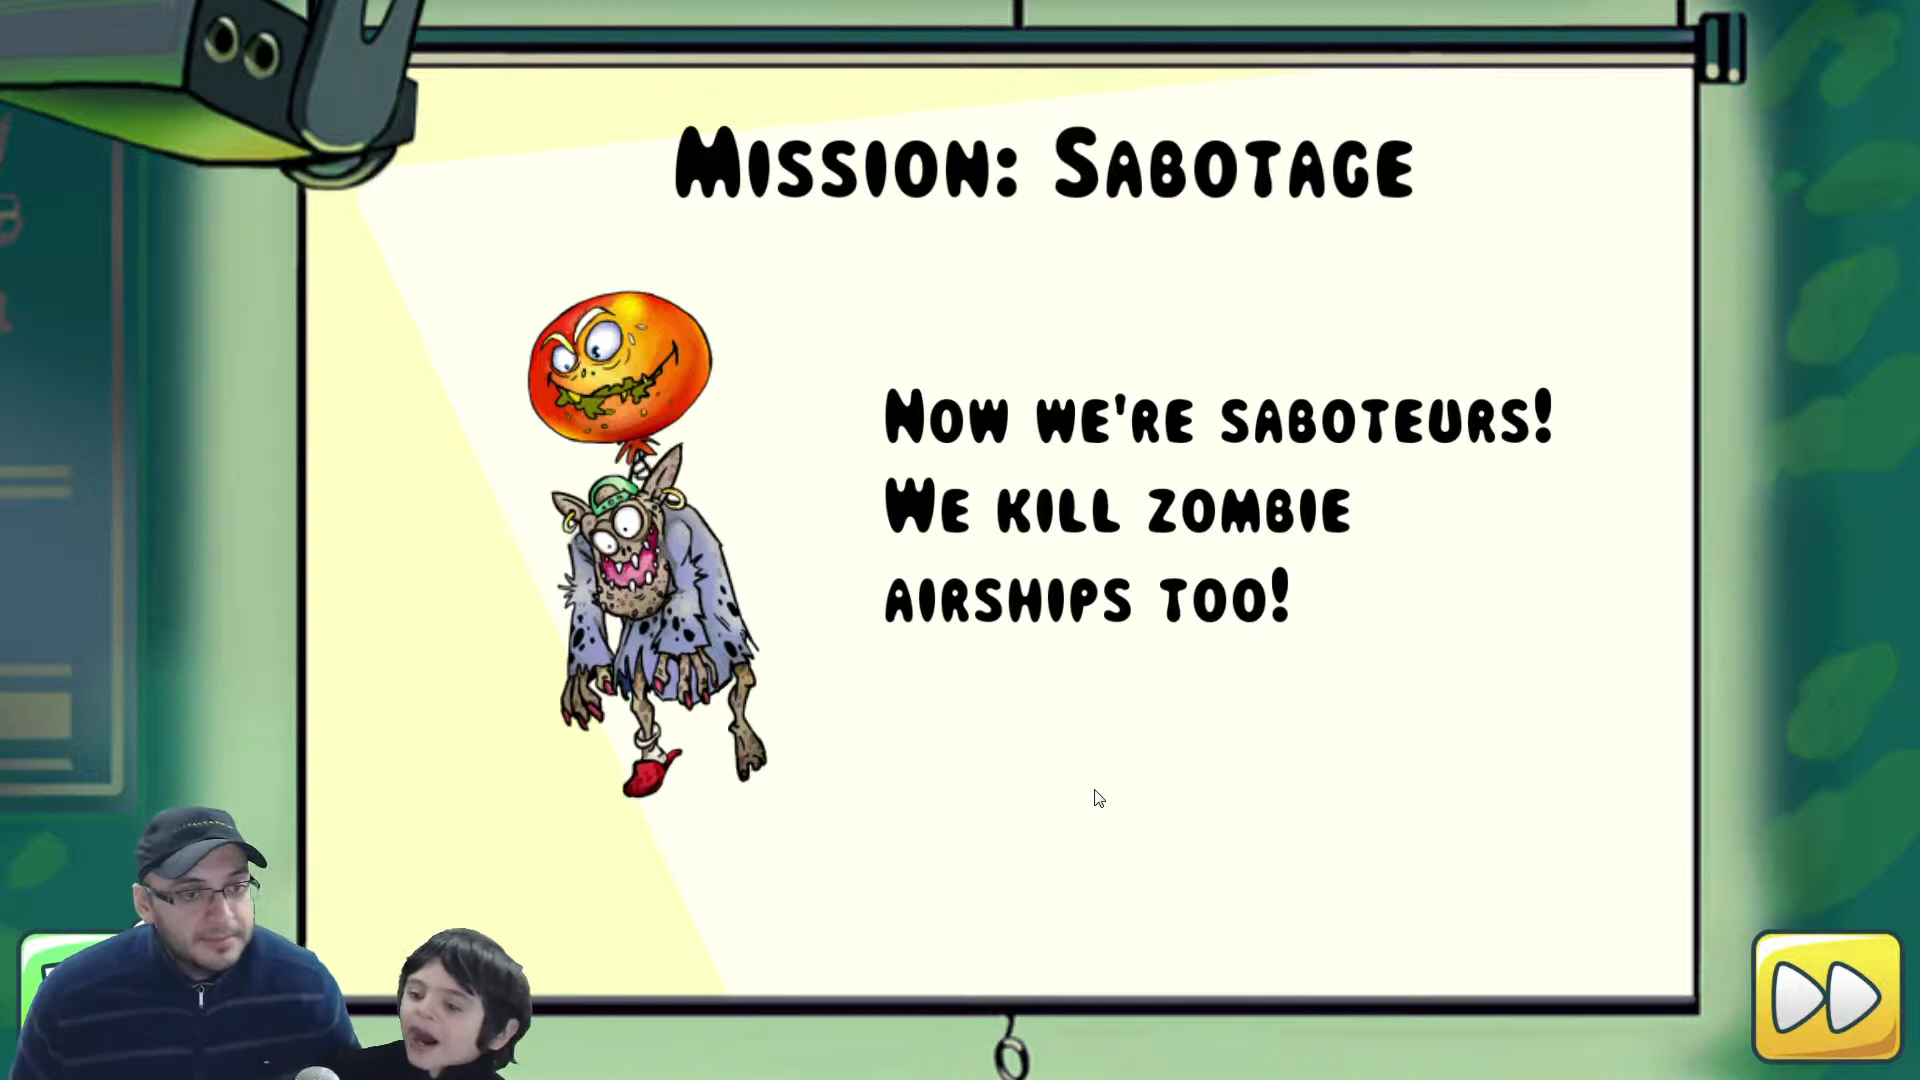 MISSION: SABOTAGE
NOW WE'RE SABOTEURS!
WE KILL ZOMBIE
AIRSHIPS TOO!